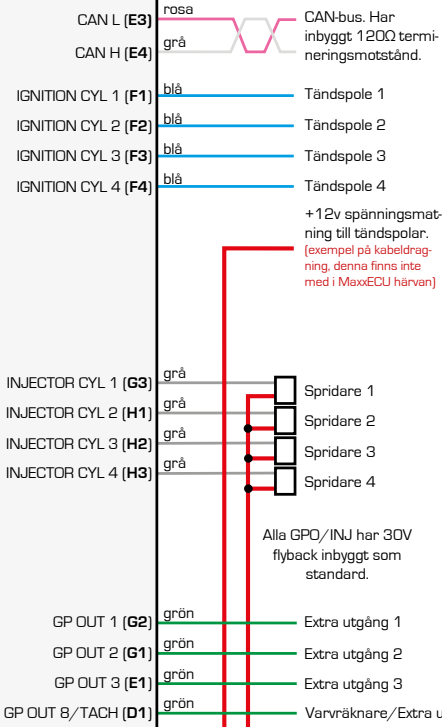 CAN L (E3) rosa CAN-bus. Har
inbyggt 120Ω termi-
CAN H (E4) grå neringsmotstånd.
IGNITION CYL 1 (F1) blå Tändspole 1
IGNITION CYL 2 (F2) blå Tändspole 2
IGNITION CYL 3 (F3) blå Tändspole 3
IGNITION CYL 4 (F4) blå Tändspole 4
+12v spänningsmat-
ning till tändspolar.
(exempel på kabeldrag-
ning, denna finns inte
med i MaxxECU härvan)
INJECTOR CYL 1 (G3) grå Spridare 1
INJECTOR CYL 2 (H1) grå Spridare 2
INJECTOR CYL 3 (H2) grå Spridare 3
INJECTOR CYL 4 (H3) grå Spridare 4
Alla GPO/INJ har 30V
flyback inbyggt som
standard.
GP OUT 1 (G2) grön Extra utgång 1
GP OUT 2 (G1) grön Extra utgång 2
GP OUT 3 (E1) grön Extra utgång 3
GP OUT 8/TACH (D1) grön Varvräknare/Extra u